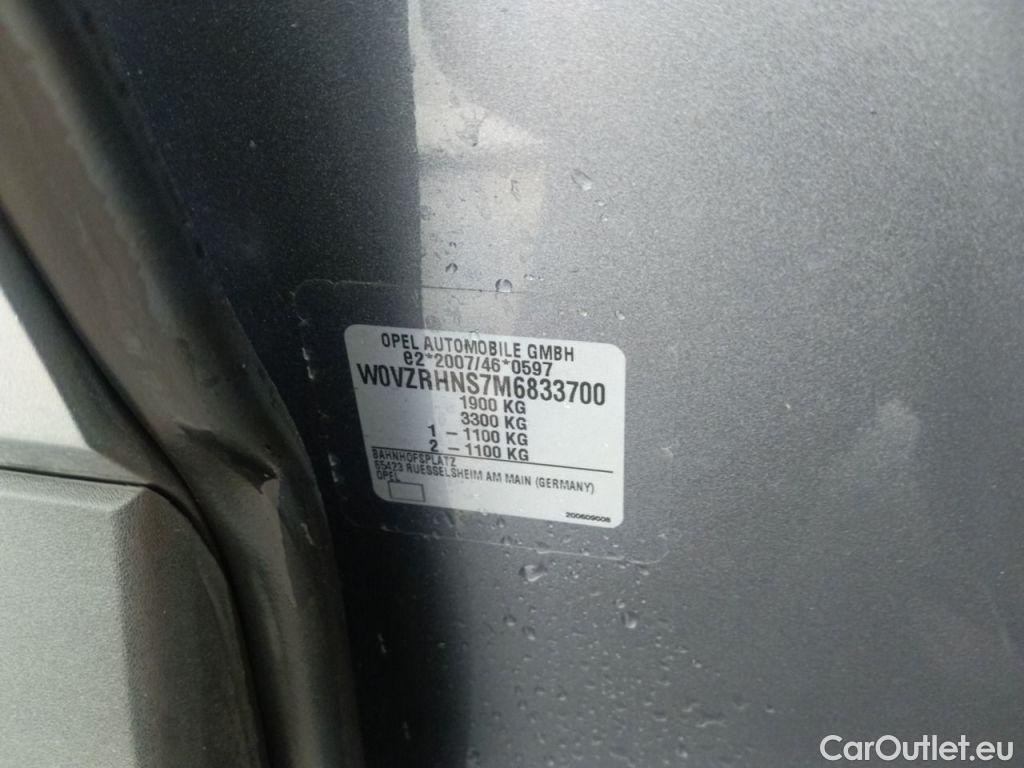 OPEL AUTOMOBILE GMBH
e2*2007/46*0597
W0VZRHNS7M6833700
1900 KG
3300 KG
1 - 1100 KG
2 - 1100 KG
BAHNHOFSPLATZ
65423 RUESSELSHEIM AM MAIN (GERMANY)
OPEL
200609008
CarOutlet.eu